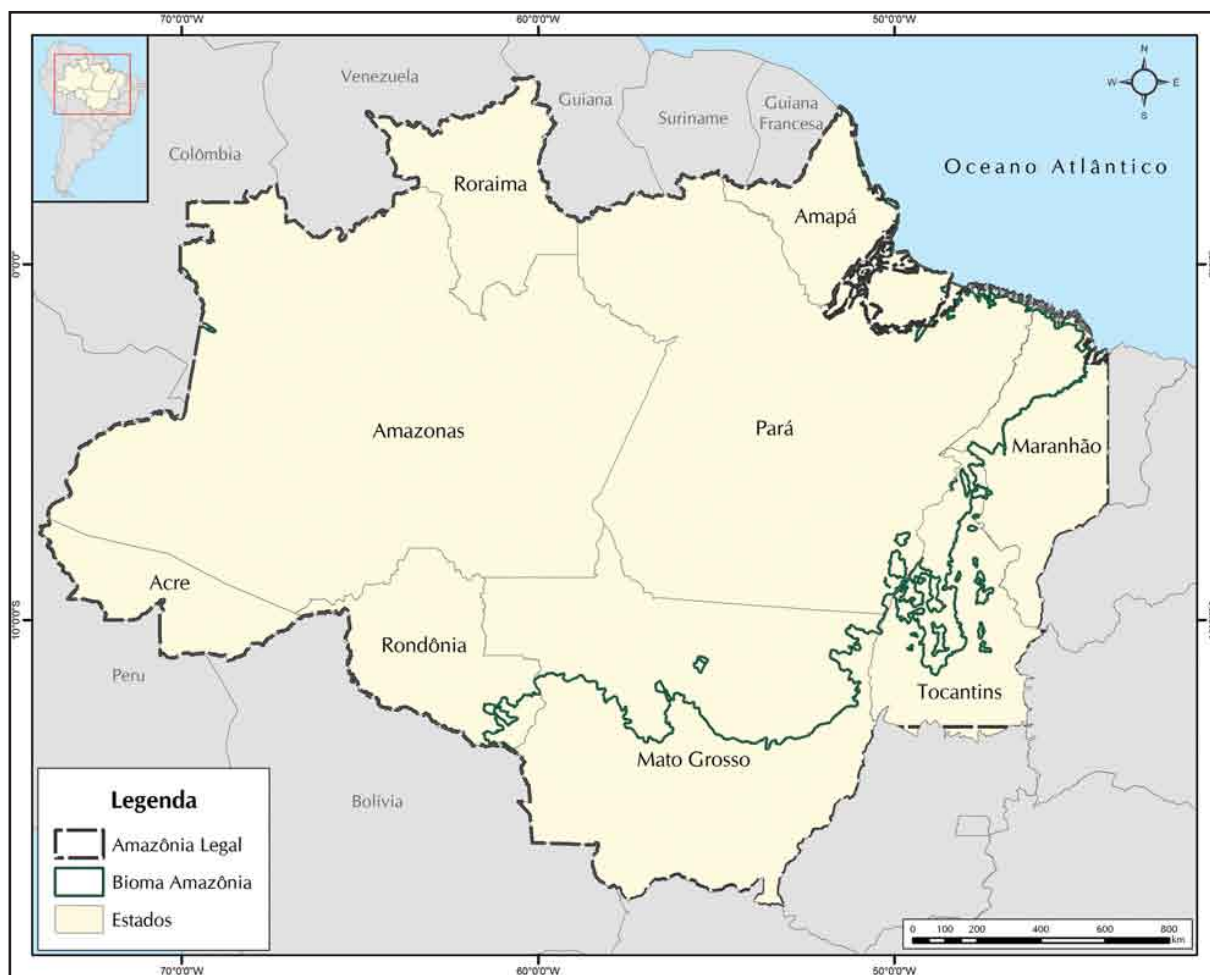 70°0'0"W
60°0'0"W
50°0'0"W
N
W
E
S
Venezuela
Guiana
Suriname
Guiana
Francesa
Colômbia
Roraima
Amapá
Oceano Atlântico
0°0'0"
Amazonas
Pará
Maranhão
Acre
10°0'0"S
Rondônia
Peru
Tocantins
Mato Grosso
Bolívia
Legenda
Amazônia Legal
Bioma Amazônia
Estados
0 100 200 400 600 800
km
70°0'0"W
60°0'0"W
50°0'0"W